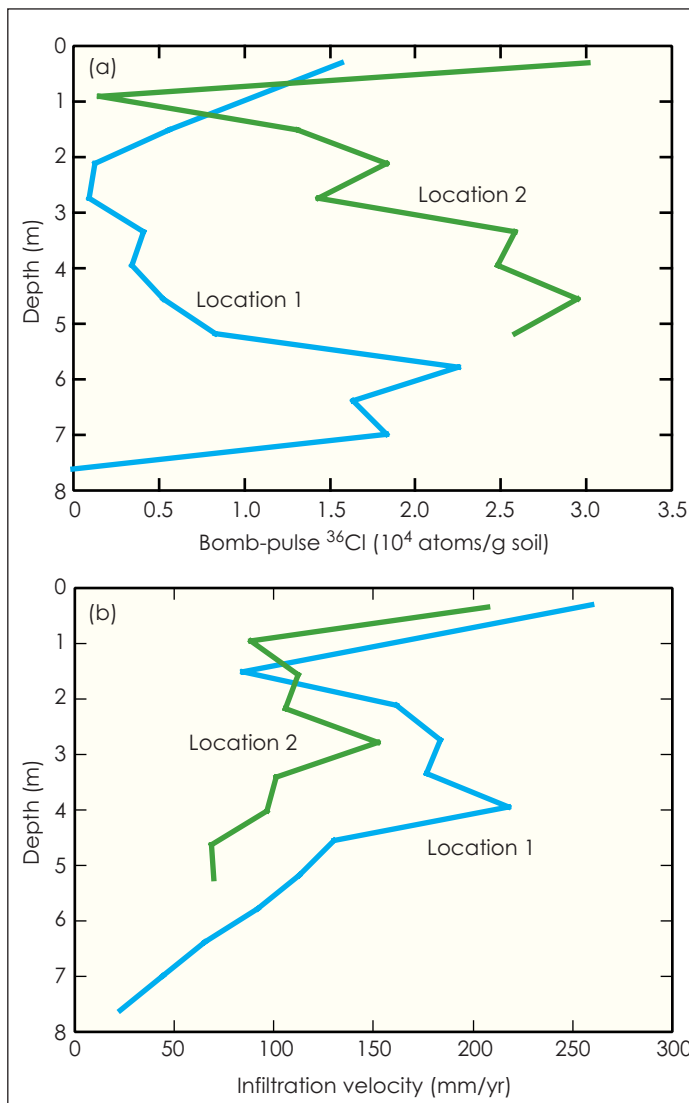 (a)
0
1
2
3
4
5
6
7
8
Depth (m)
Location 2
Location 1
0 0.5 1.0 1.5 2.0 2.5 3.0 3.5
Bomb-pulse ³⁶Cl (10⁴ atoms/g soil)
(b)
0
1
2
3
4
5
6
7
8
Depth (m)
Location 2
Location 1
0 50 100 150 200 250 300
Infiltration velocity (mm/yr)